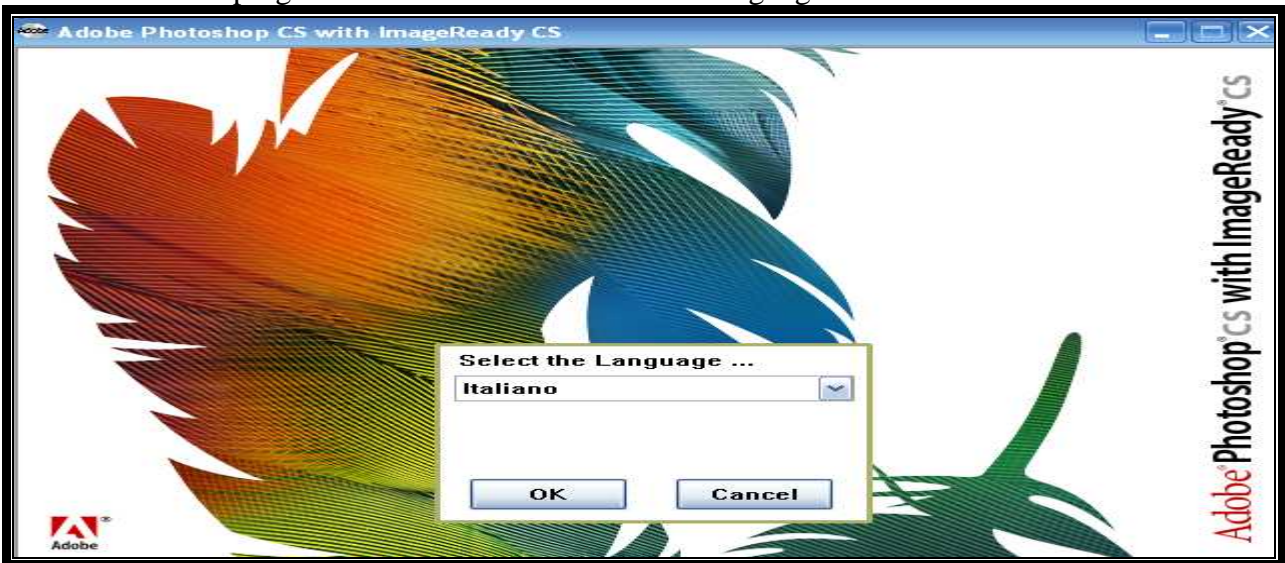 Adobe Photoshop CS with ImageReady CS
Adobe®Photoshop®CS with ImageReady®CS
Select the Language ...
Italiano
OK Cancel
Adobe